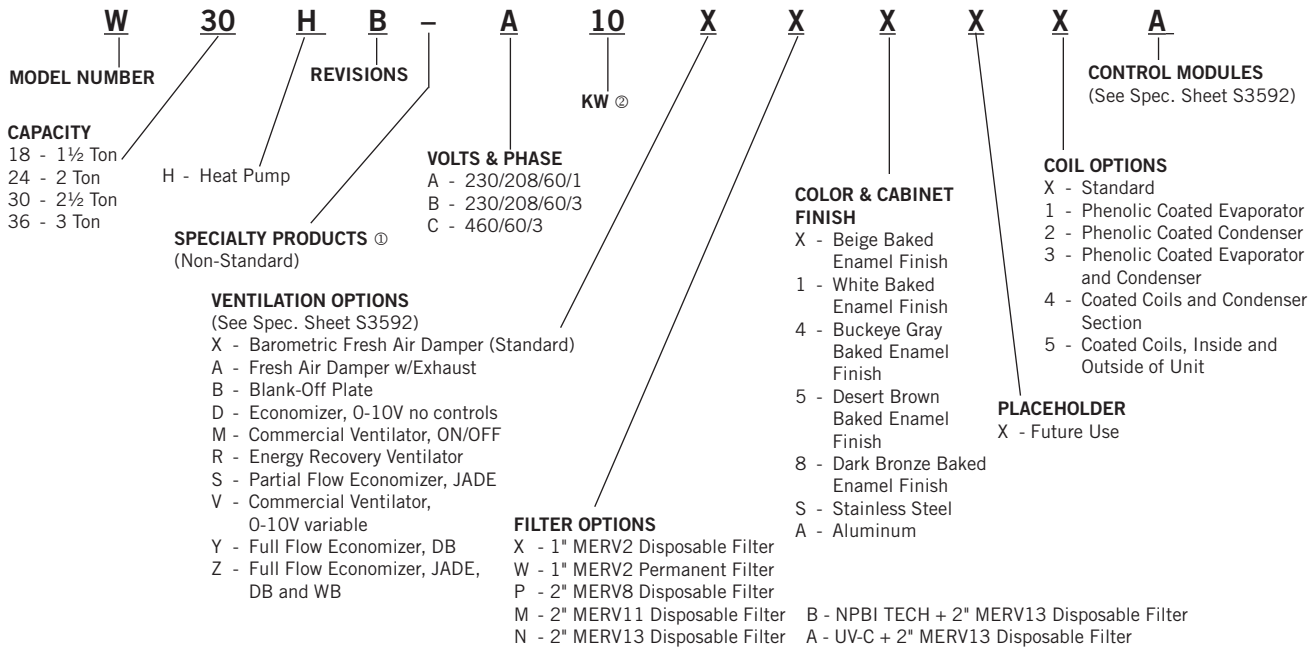 W 30 H B – A 10 X X X X X A
MODEL NUMBER
CAPACITY
18 - 1½ Ton
24 - 2 Ton
30 - 2½ Ton
36 - 3 Ton
H - Heat Pump
REVISIONS
SPECIALTY PRODUCTS ①
(Non-Standard)
VOLTS & PHASE
A - 230/208/60/1
B - 230/208/60/3
C - 460/60/3
KW ②
VENTILATION OPTIONS
(See Spec. Sheet S3592)
X - Barometric Fresh Air Damper (Standard)
A - Fresh Air Damper w/Exhaust
B - Blank-Off Plate
D - Economizer, 0-10V no controls
M - Commercial Ventilator, ON/OFF
R - Energy Recovery Ventilator
S - Partial Flow Economizer, JADE
V - Commercial Ventilator,
0-10V variable
Y - Full Flow Economizer, DB
Z - Full Flow Economizer, JADE,
DB and WB
FILTER OPTIONS
X - 1" MERV2 Disposable Filter
W - 1" MERV2 Permanent Filter
P - 2" MERV8 Disposable Filter
M - 2" MERV11 Disposable Filter
N - 2" MERV13 Disposable Filter
B - NPBI TECH + 2" MERV13 Disposable Filter
A - UV-C + 2" MERV13 Disposable Filter
COLOR & CABINET
FINISH
X - Beige Baked
Enamel Finish
1 - White Baked
Enamel Finish
4 - Buckeye Gray
Baked Enamel
Finish
5 - Desert Brown
Baked Enamel
Finish
8 - Dark Bronze Baked
Enamel Finish
S - Stainless Steel
A - Aluminum
PLACEHOLDER
X - Future Use
COIL OPTIONS
X - Standard
1 - Phenolic Coated Evaporator
2 - Phenolic Coated Condenser
3 - Phenolic Coated Evaporator
and Condenser
4 - Coated Coils and Condenser
Section
5 - Coated Coils, Inside and
Outside of Unit
CONTROL MODULES
(See Spec. Sheet S3592)